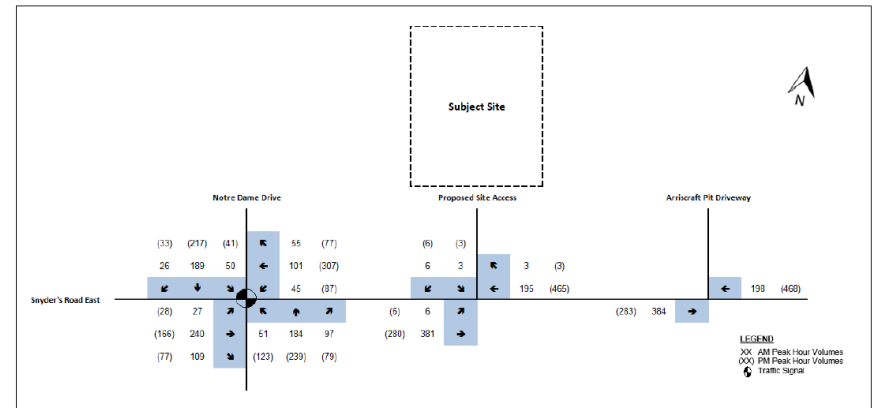 Subject Site
N
Notre Dame Drive
Proposed Site Access
Arriscraft Pit Driveway
(33) (217) (41) 55 (77)
26 189 50 101 (307)
45 (87)
(6) (3)
6 3 3 (3)
195 (465)
198 (468)
Snyder's Road East
(28) 27
(166) 240 51 184 97
(77) 109 (123) (239) (79)
(6) 6
(280) 381
(283) 384
LEGEND
XX AM Peak Hour Volumes
(XX) PM Peak Hour Volumes
Traffic Signal